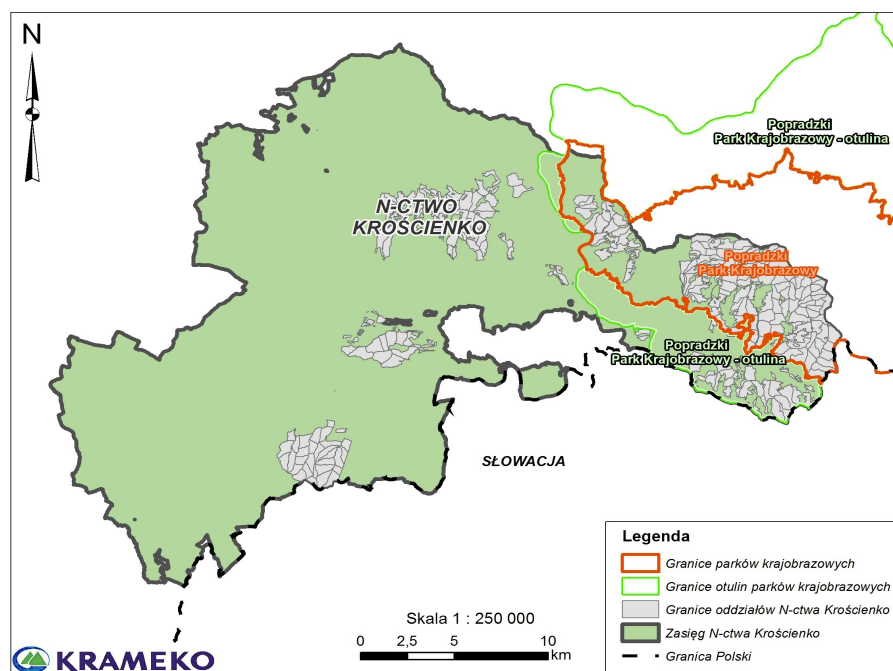 N
Popradzki
Park Krajobrazowy - otulina
N-CTWO
KROŚCIENKO
Popradzki
Park Krajobrazowy
Popradzki
Park Krajobrazowy - otulina
SŁOWACJA
Legenda
Granice parków krajobrazowych
Granice otulin parków krajobrazowych
Granice oddziałów N-ctwa Krościenko
Zasięg N-ctwa Krościenko
Granica Polski
Skala 1 : 250 000
0 2,5 5 10
km
KRAMEKO